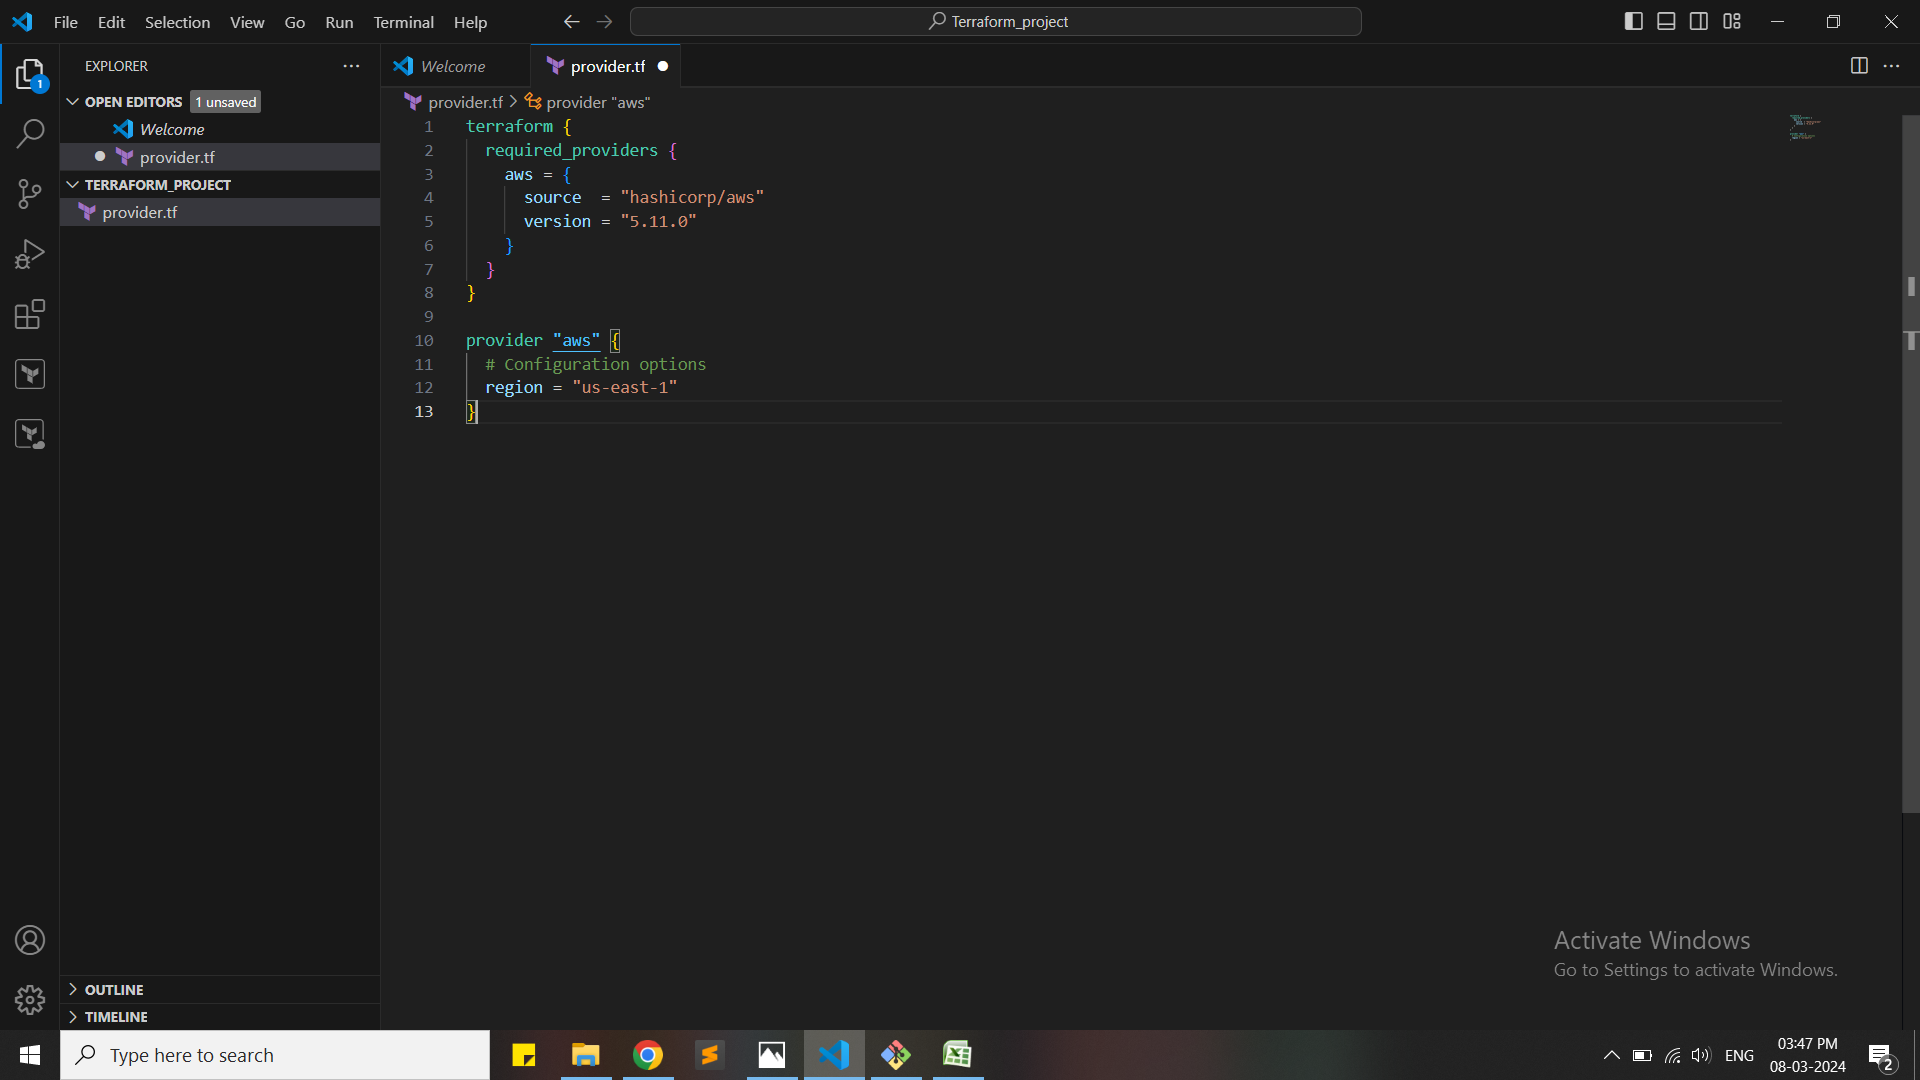 File Edit Selection View Go Run Terminal Help
Terraform_project
EXPLORER
1
OPEN EDITORS 1 unsaved
Welcome
provider.tf
TERRAFORM_PROJECT
provider.tf
OUTLINE
TIMELINE
Welcome
provider.tf
provider.tf > provider "aws"
1 terraform {
2   required_providers {
3     aws = {
4       source  = "hashicorp/aws"
5       version = "5.11.0"
6     }
7   }
8 }
9
10 provider "aws" {
11   # Configuration options
12   region = "us-east-1"
13 }
Activate Windows
Go to Settings to activate Windows.
Type here to search
ENG
03:47 PM
08-03-2024
2